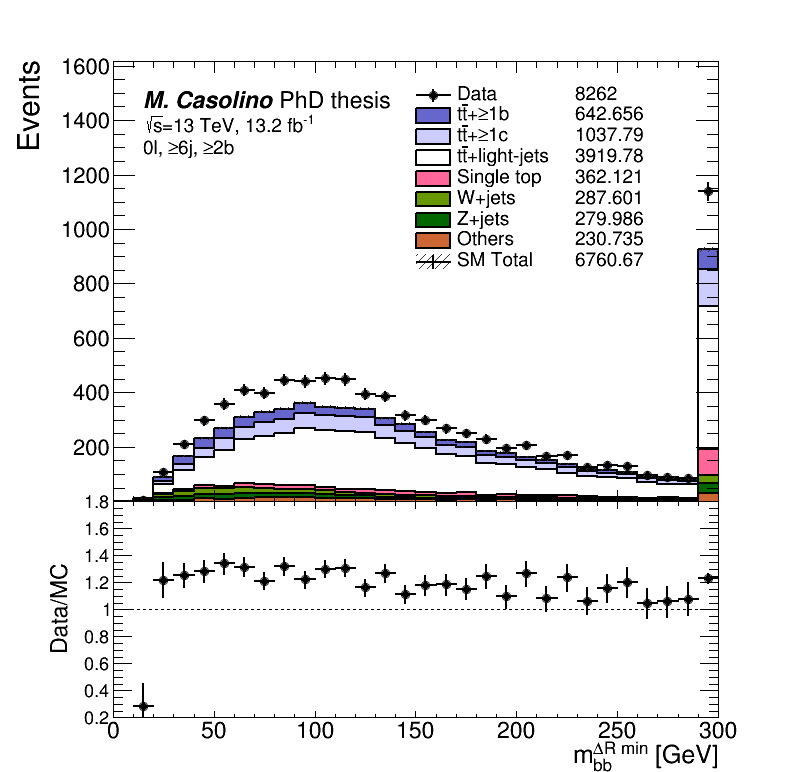 Events
1600
1400
1200
1000
800
600
400
200
M. Casolino PhD thesis
√s=13 TeV, 13.2 fb-1
0l, ≥6j, ≥2b
Data 8262
tt̄+≥1b 642.656
tt̄+≥1c 1037.79
tt̄+light-jets 3919.78
Single top 362.121
W+jets 287.601
Z+jets 279.986
Others 230.735
SM Total 6760.67
Data/MC
1.8
1.6
1.4
1.2
1
0.8
0.6
0.4
0.2
0 50 100 150 200 250 300
m_bb^ΔR min [GeV]